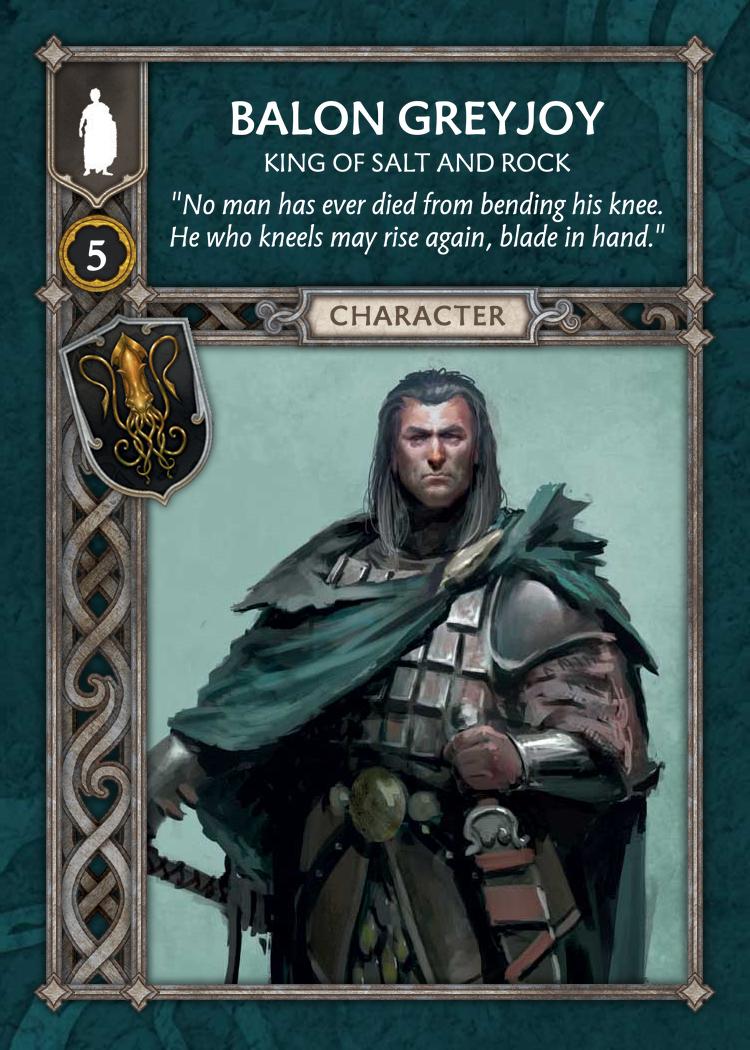 BALON GREYJOY
KING OF SALT AND ROCK
"No man has ever died from bending his knee.
He who kneels may rise again, blade in hand."
5
CHARACTER